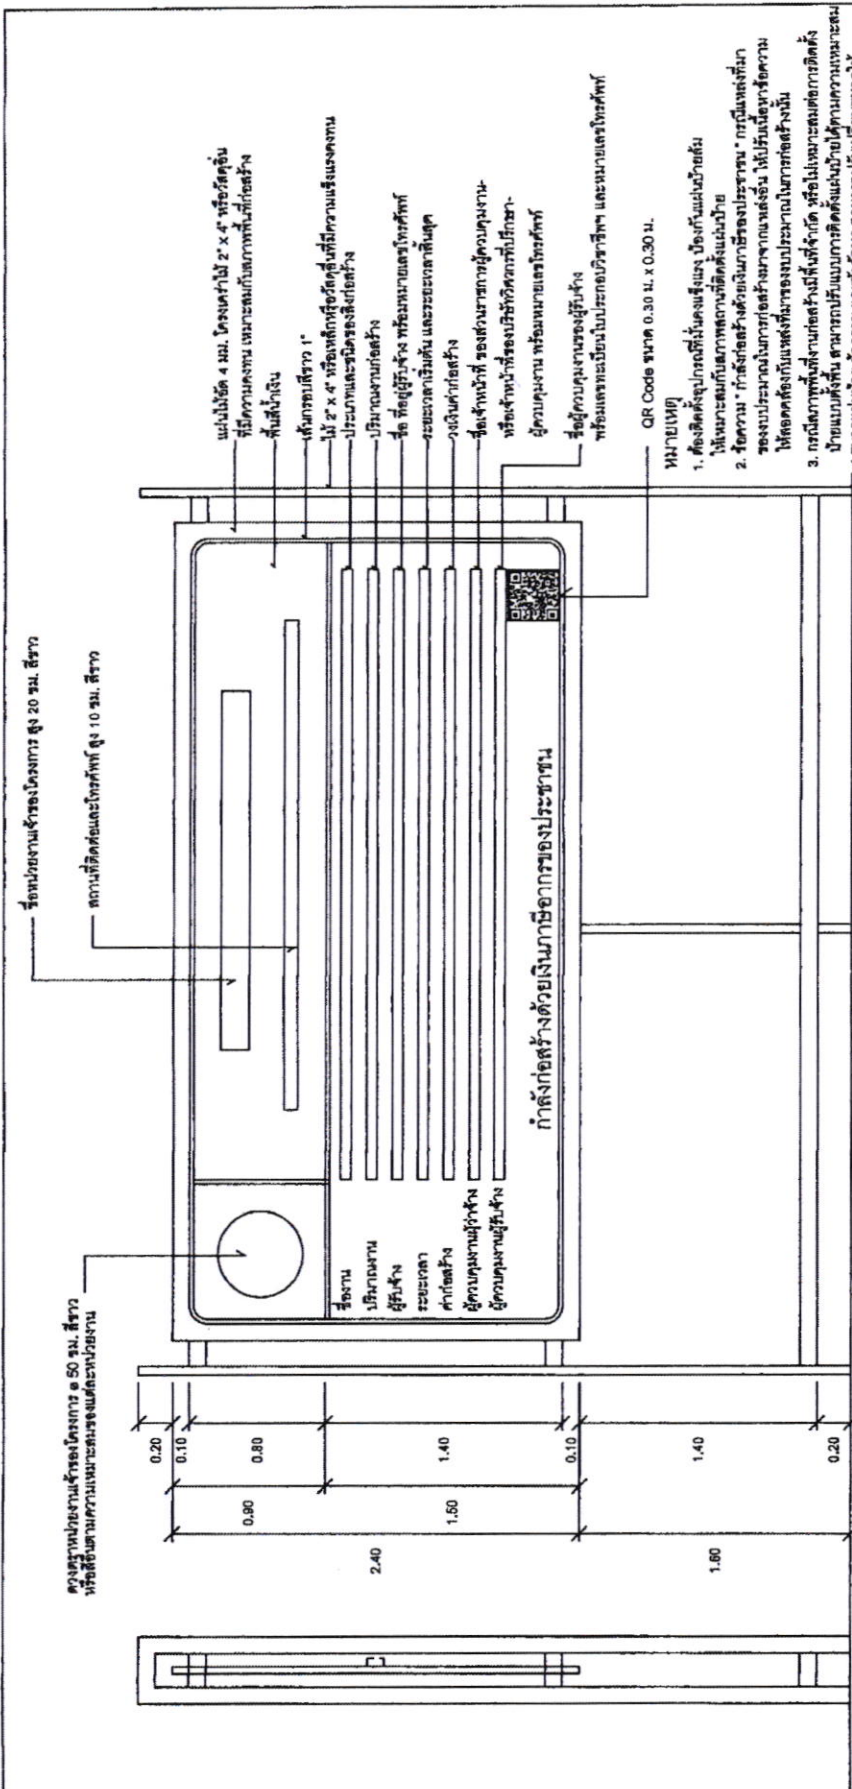 ชื่อหน่วยงานเจ้าของโครงการ สูง 20 ซม. สีขาว
สถานที่ติดต่อและโทรศัพท์ สูง 10 ซม. สีขาว
ดวงตราหน่วยงานเจ้าของโครงการ ø 50 ซม. สีขาว
หรือสีอื่นตามความเหมาะสมของแต่ละหน่วยงาน
แผ่นไม้อัด 4 มม. โครงเคร่าไม้ 2" x 4" หรือวัสดุอื่น
ที่มีความคงทน เหมาะสมกับสภาพพื้นที่ก่อสร้าง
พื้นสีน้ำเงิน
เส้นกรอบสีขาว 1"
ไม้ 2" x 4" หรือเหล็กหรือวัสดุอื่นที่มีความแข็งแรงคงทน
ประเภทและชนิดของสิ่งก่อสร้าง
ปริมาณงานก่อสร้าง
ชื่อ ที่อยู่ผู้รับจ้าง พร้อมหมายเลขโทรศัพท์
ระยะเวลาเริ่มต้น และระยะเวลาสิ้นสุด
วงเงินค่าก่อสร้าง
ชื่อเจ้าหน้าที่ ของส่วนราชการผู้ควบคุมงาน-
หรือเจ้าหน้าที่ของบริษัทวิศวกรที่ปรึกษา-
ผู้ควบคุมงาน พร้อมหมายเลขโทรศัพท์
ชื่อผู้ควบคุมงานของผู้รับจ้าง
พร้อมเลขทะเบียนใบประกอบวิชาชีพฯ และหมายเลขโทรศัพท์
QR Code ขนาด 0.30 ม. x 0.30 ม.
ชื่องาน
ปริมาณงาน
ผู้รับจ้าง
ระยะเวลา
ค่าก่อสร้าง
ผู้ควบคุมงานผู้ว่าจ้าง
ผู้ควบคุมงานผู้รับจ้าง
กำลังก่อสร้างด้วยเงินภาษีอากรของประชาชน
0.20
0.10
0.80
1.40
0.10
1.40
0.20
0.90
1.50
2.40
1.60
หมายเหตุ
1. ต้องติดตั้งอุปกรณ์ที่มั่นคงแข็งแรง ป้องกันแผ่นป้ายล้ม
ให้เหมาะสมกับสภาพสถานที่ติดตั้งแผ่นป้าย
2. ข้อความ " กำลังก่อสร้างด้วยเงินภาษีของประชาชน " กรณีแหล่งที่มา
ของงบประมาณในการก่อสร้างมาจากแหล่งอื่น ให้ปรับเนื้อหาข้อความ
ให้สอดคล้องกับแหล่งที่มาของงบประมาณในการก่อสร้างนั้น
3. กรณีสภาพพื้นที่งานก่อสร้างมีพื้นที่จำกัด หรือไม่เหมาะสมต่อการติดตั้ง
ป้ายแบบตั้งพื้น สามารถปรับแบบการติดตั้งแผ่นป้ายได้ตามความเหมาะสม